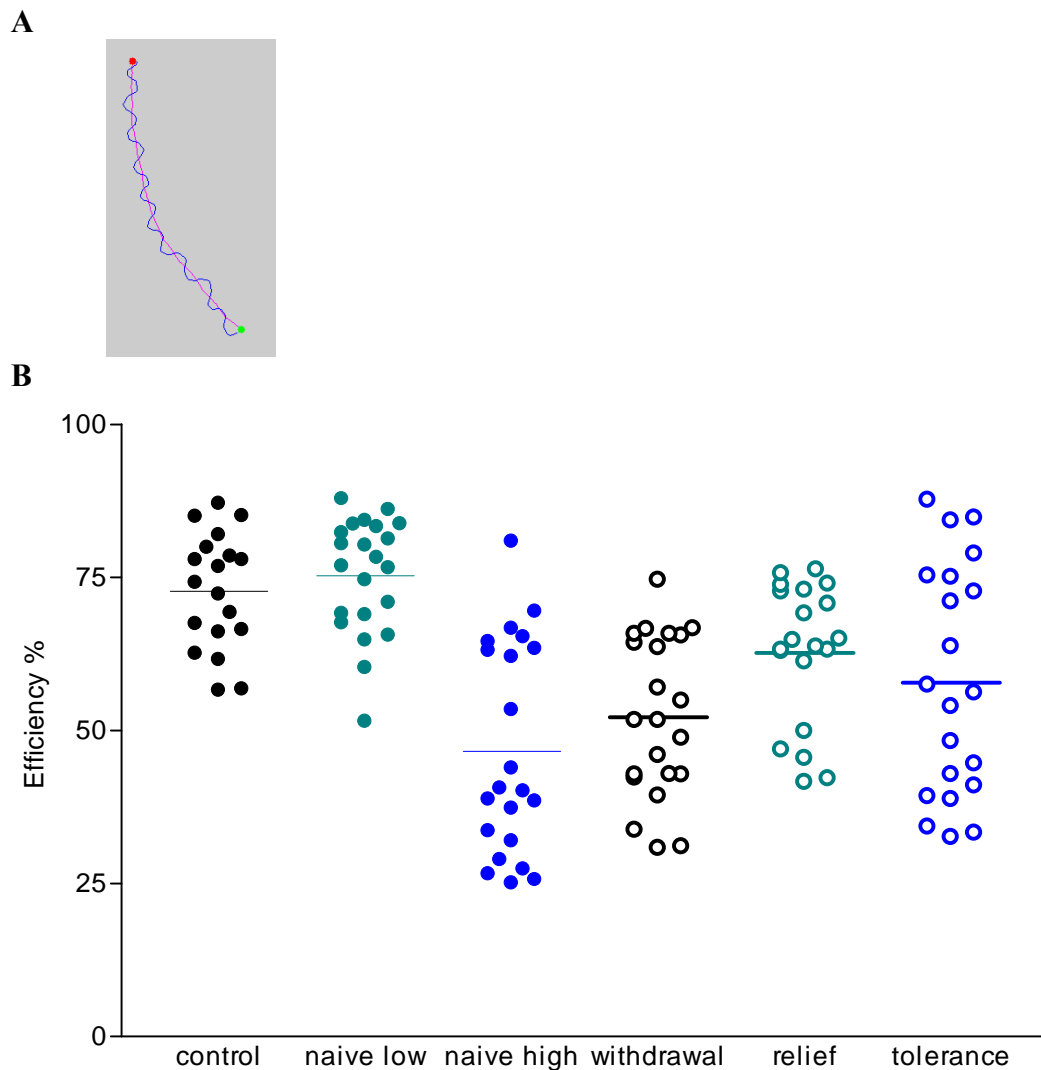 A
B
100
75
50
25
0
Efficiency %
control naive low naive high withdrawal relief tolerance